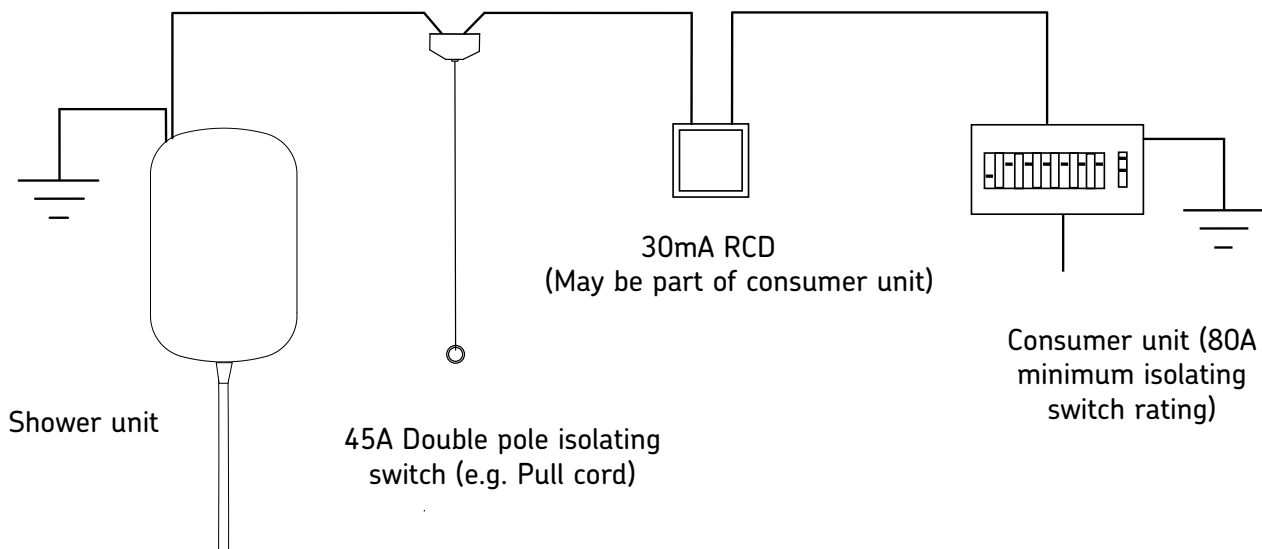 30mA RCD
(May be part of consumer unit)
Consumer unit (80A
minimum isolating
switch rating)
Shower unit
45A Double pole isolating
switch (e.g. Pull cord)